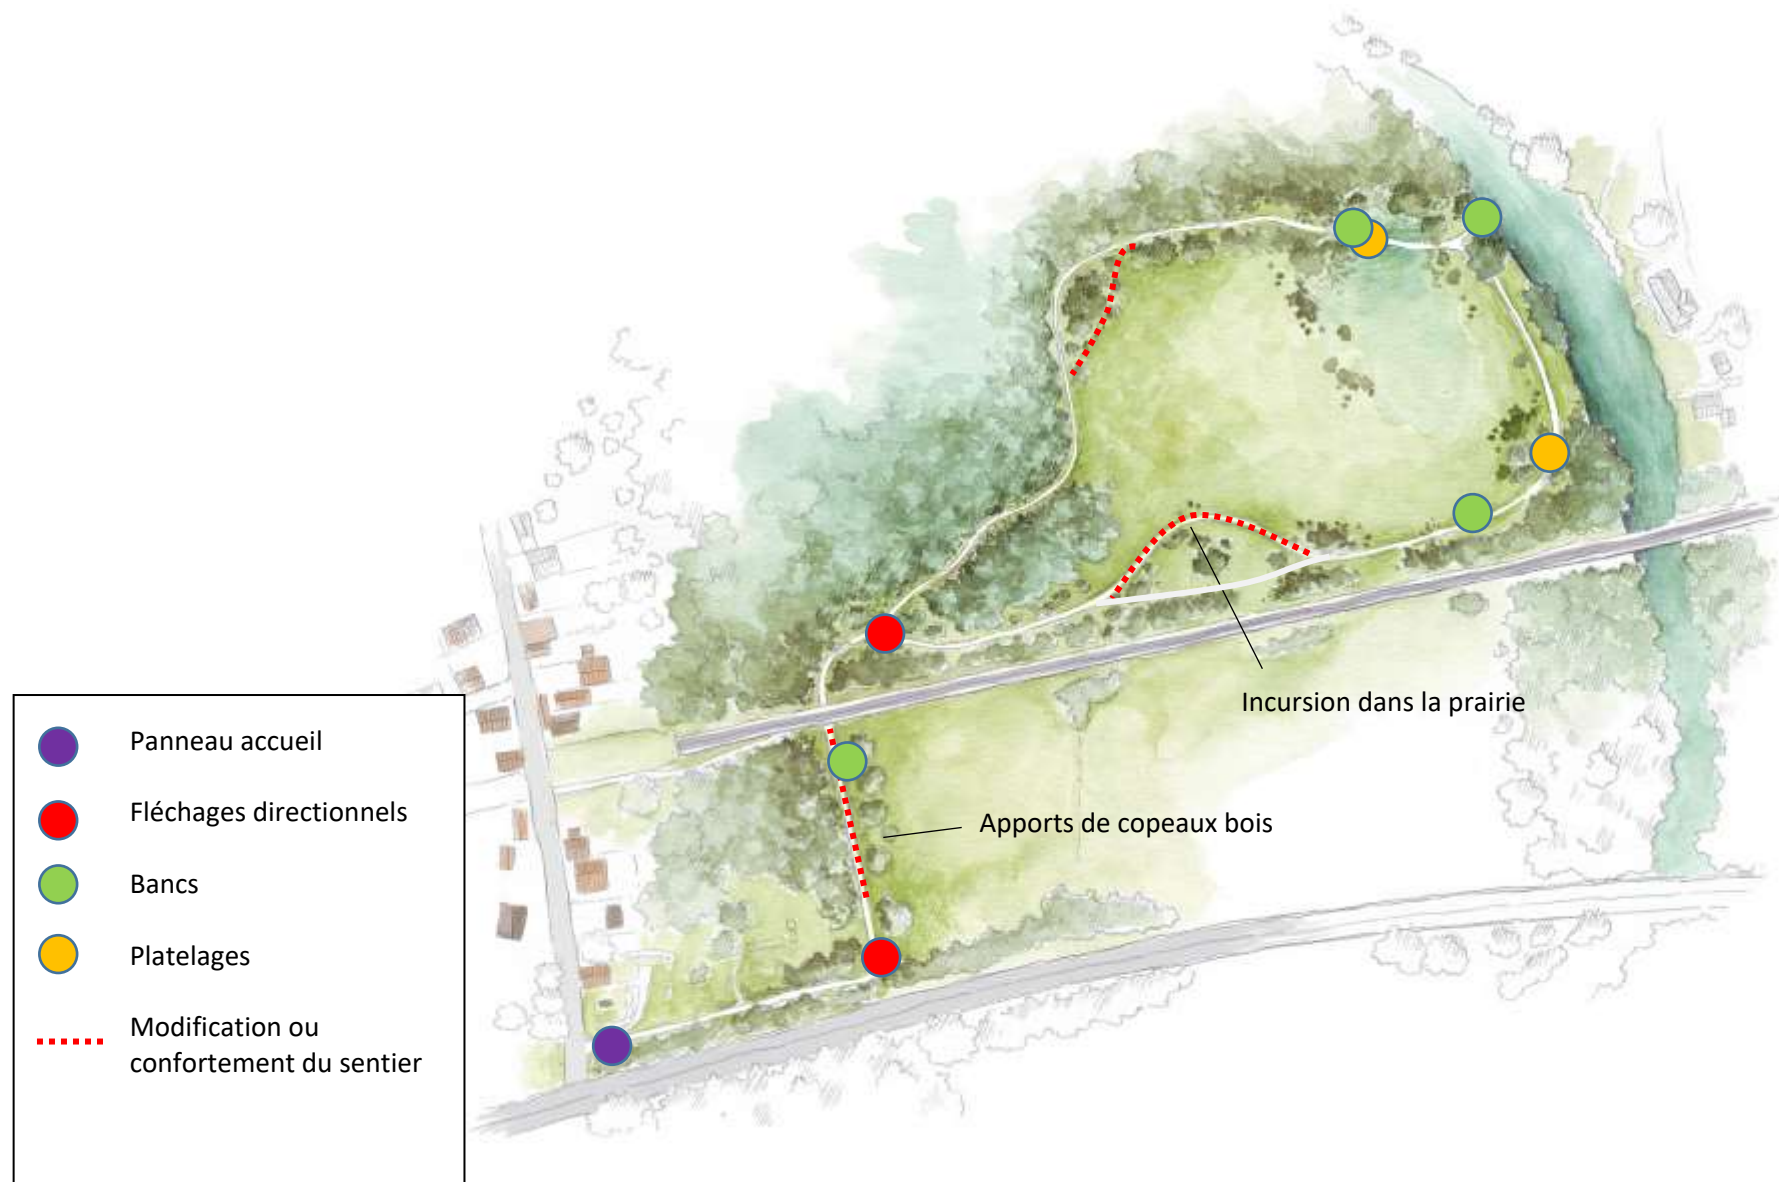 Panneau accueil
Fléchages directionnels
Bancs
Platelages
Modification ou
confortement du sentier
Incursion dans la prairie
Apports de copeaux bois